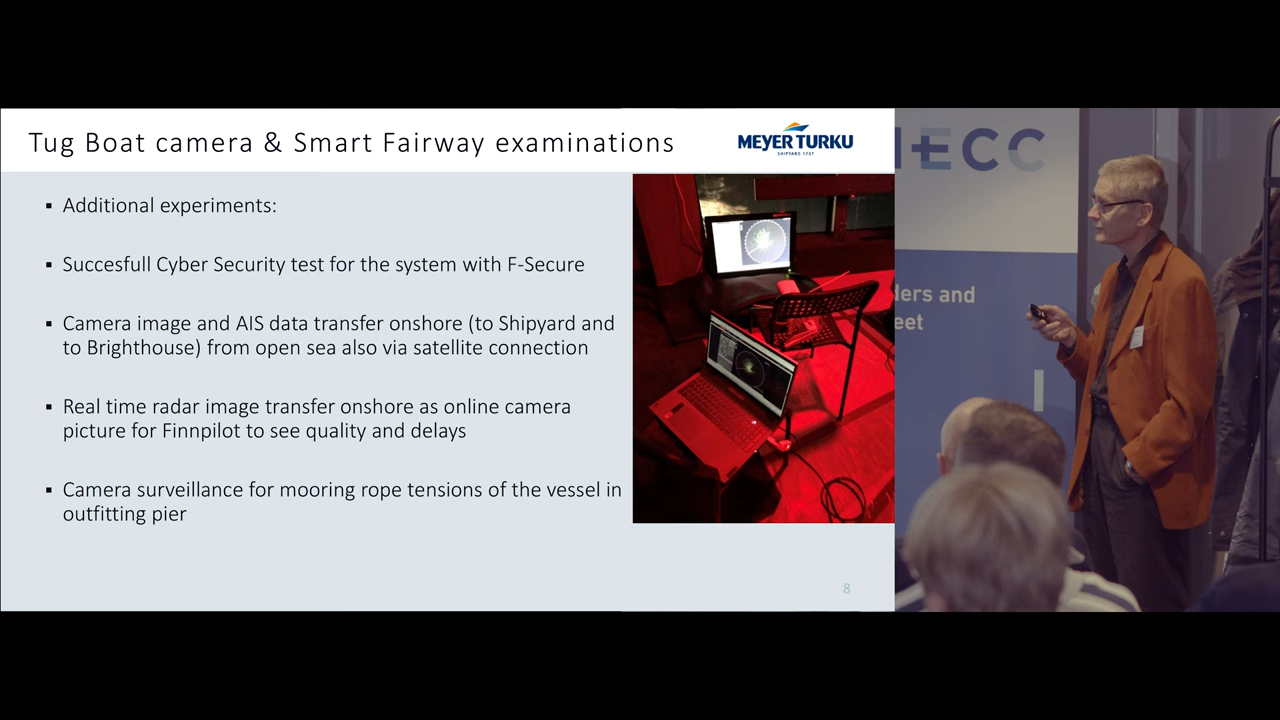 Tug Boat camera & Smart Fairway examinations
MEYER TURKU
SHIPYARD 1737
▪ Additional experiments:
▪ Succesfull Cyber Security test for the system with F-Secure
▪ Camera image and AIS data transfer onshore (to Shipyard and
to Brighthouse) from open sea also via satellite connection
▪ Real time radar image transfer onshore as online camera
picture for Finnpilot to see quality and delays
▪ Camera surveillance for mooring rope tensions of the vessel in
outfitting pier
8
ECC
ders and
eet